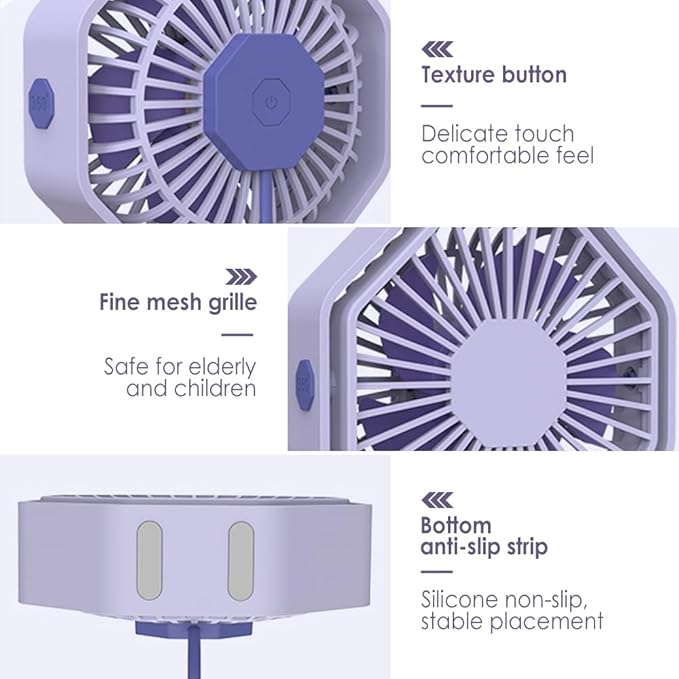 360°
Texture button
Delicate touch
comfortable feel
Fine mesh grille
Safe for elderly
and children
Bottom
anti-slip strip
Silicone non-slip,
stable placement